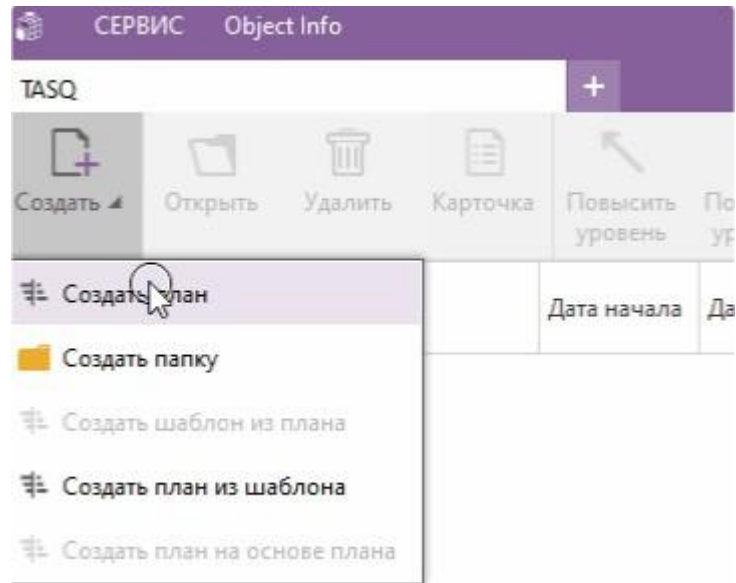 СЕРВИС Object Info
TASQ
+
Создать Открыть Удалить Карточка Повысить
уровень
Создать план
Дата начала
Создать папку
Создать шаблон из плана
Создать план из шаблона
Создать план на основе плана